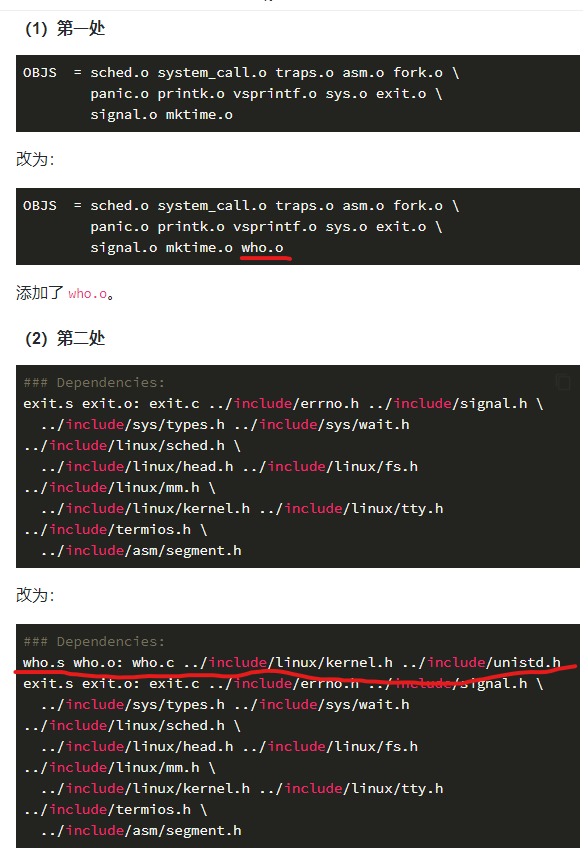 （1）第一处
OBJS  = sched.o system_call.o traps.o asm.o fork.o \
        panic.o printk.o vsprintf.o sys.o exit.o \
        signal.o mktime.o
改为：
OBJS  = sched.o system_call.o traps.o asm.o fork.o \
        panic.o printk.o vsprintf.o sys.o exit.o \
        signal.o mktime.o who.o
添加了 who.o。
（2）第二处
### Dependencies:
exit.s exit.o: exit.c ../include/errno.h ../include/signal.h \
  ../include/sys/types.h ../include/sys/wait.h
../include/linux/sched.h \
  ../include/linux/head.h ../include/linux/fs.h
../include/linux/mm.h \
  ../include/linux/kernel.h ../include/linux/tty.h
../include/termios.h \
  ../include/asm/segment.h
改为：
### Dependencies:
who.s who.o: who.c ../include/linux/kernel.h ../include/unistd.h
exit.s exit.o: exit.c ../include/errno.h ../include/signal.h \
  ../include/sys/types.h ../include/sys/wait.h
../include/linux/sched.h \
  ../include/linux/head.h ../include/linux/fs.h
../include/linux/mm.h \
  ../include/linux/kernel.h ../include/linux/tty.h
../include/termios.h \
  ../include/asm/segment.h